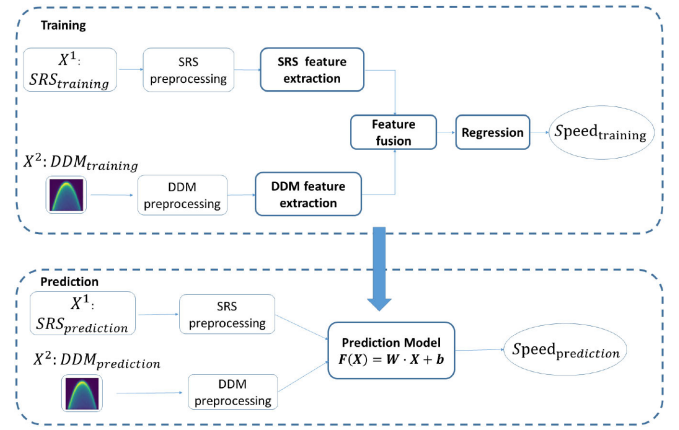 Training
X¹:
SRS_training
SRS
preprocessing
SRS feature
extraction
Feature
fusion
Regression
Speed_training
X²: DDM_training
DDM
preprocessing
DDM feature
extraction
Prediction
X¹:
SRS_prediction
SRS
preprocessing
Prediction Model
F(X) = W · X + b
Speed_prediction
X²: DDM_prediction
DDM
preprocessing